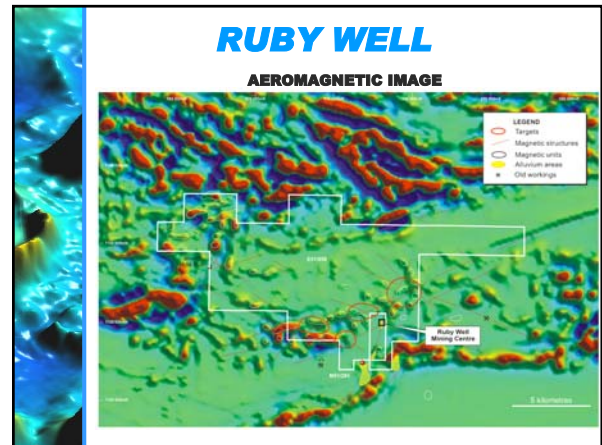 RUBY WELL
AEROMAGNETIC IMAGE
LEGEND
Targets
Magnetic structures
Magnetic units
Alluvium areas
Old workings
Ruby Well
Mining Centre
5 kilometres